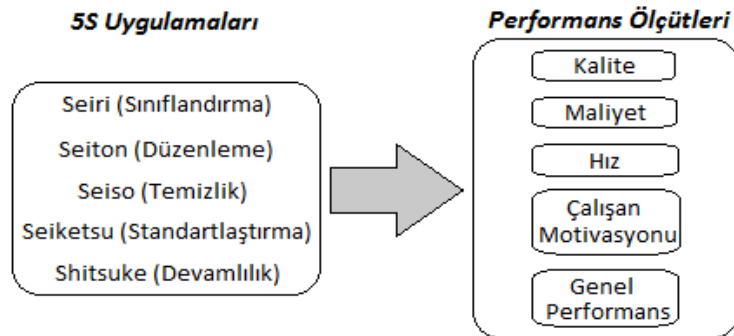 5S Uygulamaları
Seiri (Sınıflandırma)
Seiton (Düzenleme)
Seiso (Temizlik)
Seiketsu (Standartlaştırma)
Shitsuke (Devamlılık)
Performans Ölçütleri
Kalite
Maliyet
Hız
Çalışan
Motivasyonu
Genel
Performans